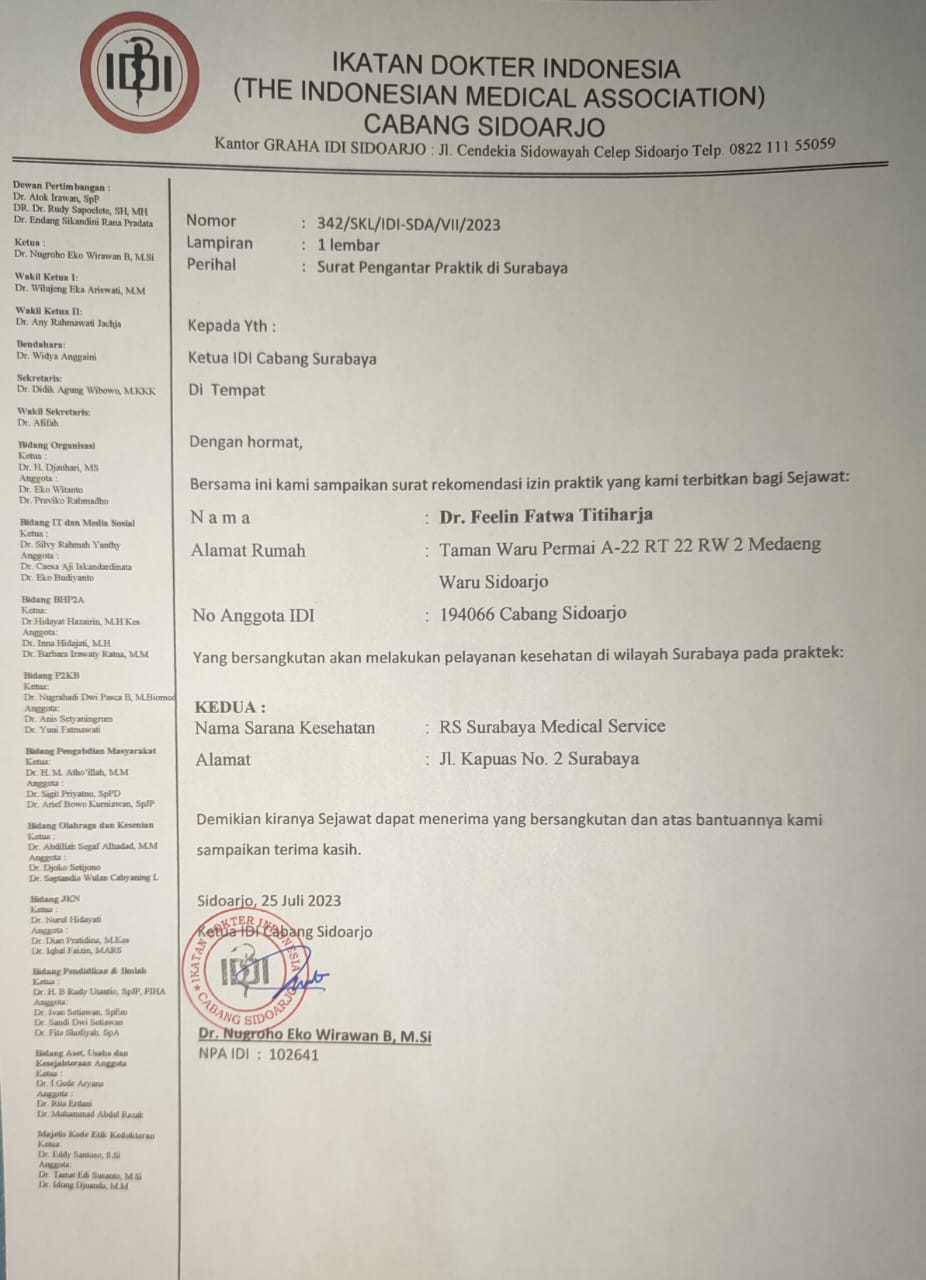 IDI
IKATAN DOKTER INDONESIA
(THE INDONESIAN MEDICAL ASSOCIATION)
CABANG SIDOARJO
Kantor GRAHA IDI SIDOARJO : Jl. Cendekia Sidowayah Celep Sidoarjo Telp. 0822 111 55059
Dewan Pertimbangan :
Dr. Atok Irawan, SpP
DR. Dr. Rudy Sapoelete, SH, MH
Dr. Endang Sikandini Rana Pradata
Ketua :
Dr. Nugroho Eko Wirawan B, M.Si
Wakil Ketua I:
Dr. Wilujeng Eka Ariswati, M.M
Wakil Ketua II:
Dr. Any Rahmawati Jachja
Bendahara:
Dr. Widya Anggaini
Sekretaris:
Dr. Didik Agung Wibowo, M.KKK
Wakil Sekretaris:
Dr. Afifah
Bidang Organisasi
Ketua :
Dr. H. Djauhari, MS
Anggota :
Dr. Eko Witanto
Dr. Praviko Rahmadho
Bidang IT dan Media Sosial
Ketua :
Dr. Silvy Rahmah Yanthy
Anggota :
Dr. Caesa Aji Iskandardinata
Dr. Eko Budiyanto
Bidang BHP2A
Ketua:
Dr.Hidayat Hazairin, M.H Kes
Anggota:
Dr. Inna Hidajati, M.H
Dr. Barbara Irawaty Ratna, M.M
Bidang P2KB
Ketua:
Dr. Nugrahadi Dwi Pasca B, M.Biomed
Anggota:
Dr. Anis Setyaningrum
Dr. Yuni Fatmawati
Bidang Pengabdian Masyarakat
Ketua:
Dr. H. M. Atho'illah, M.M
Anggota :
Dr. Sigit Priyatno, SpPD
Dr. Arief Bowo Kurniawan, SpJP
Bidang Olahraga dan Kesenian
Ketua :
Dr. Abdillah Segaf Alhadad, M.M
Anggota :
Dr. Djoko Setijono
Dr. Septandia Wulan Cahyaning L
Bidang JKN
Ketua :
Dr. Nurul Hidayati
Anggota :
Dr. Dian Pratidina, M.Kes
Dr. Iqbal Faizin, MARS
Bidang Pendidikan & Ilmiah
Ketua :
Dr. H. B Rudy Utantio, SpJP, FIHA
Anggota:
Dr. Ivan Setiawan, SpEm
Dr. Sandi Dwi Setiawan
Dr. Fita Shofiyah, SpA
Bidang Aset, Usaha dan
Kesejahteraan Anggota
Ketua :
Dr. I Gede Aryana
Anggota :
Dr. Rita Erdani
Dr. Muhammad Abdul Razak
Majelis Kode Etik Kedokteran
Ketua:
Dr. Eddy Santoso, S.Si
Anggota:
Dr. Tamat Edi Susanto, M.Si
Dr. Idong Djuanda, M.M
Nomor : 342/SKL/IDI-SDA/VII/2023
Lampiran : 1 lembar
Perihal : Surat Pengantar Praktik di Surabaya
Kepada Yth :
Ketua IDI Cabang Surabaya
Di Tempat
Dengan hormat,
Bersama ini kami sampaikan surat rekomendasi izin praktik yang kami terbitkan bagi Sejawat:
N a m a : Dr. Feelin Fatwa Titiharja
Alamat Rumah : Taman Waru Permai A-22 RT 22 RW 2 Medaeng
Waru Sidoarjo
No Anggota IDI : 194066 Cabang Sidoarjo
Yang bersangkutan akan melakukan pelayanan kesehatan di wilayah Surabaya pada praktek:
KEDUA :
Nama Sarana Kesehatan : RS Surabaya Medical Service
Alamat : Jl. Kapuas No. 2 Surabaya
Demikian kiranya Sejawat dapat menerima yang bersangkutan dan atas bantuannya kami
sampaikan terima kasih.
Sidoarjo, 25 Juli 2023
Ketua IDI Cabang Sidoarjo
IKATAN DOKTER INDONESIA
IDI
CABANG SIDOARJO
Dr. Nugroho Eko Wirawan B, M.Si
NPA IDI : 102641